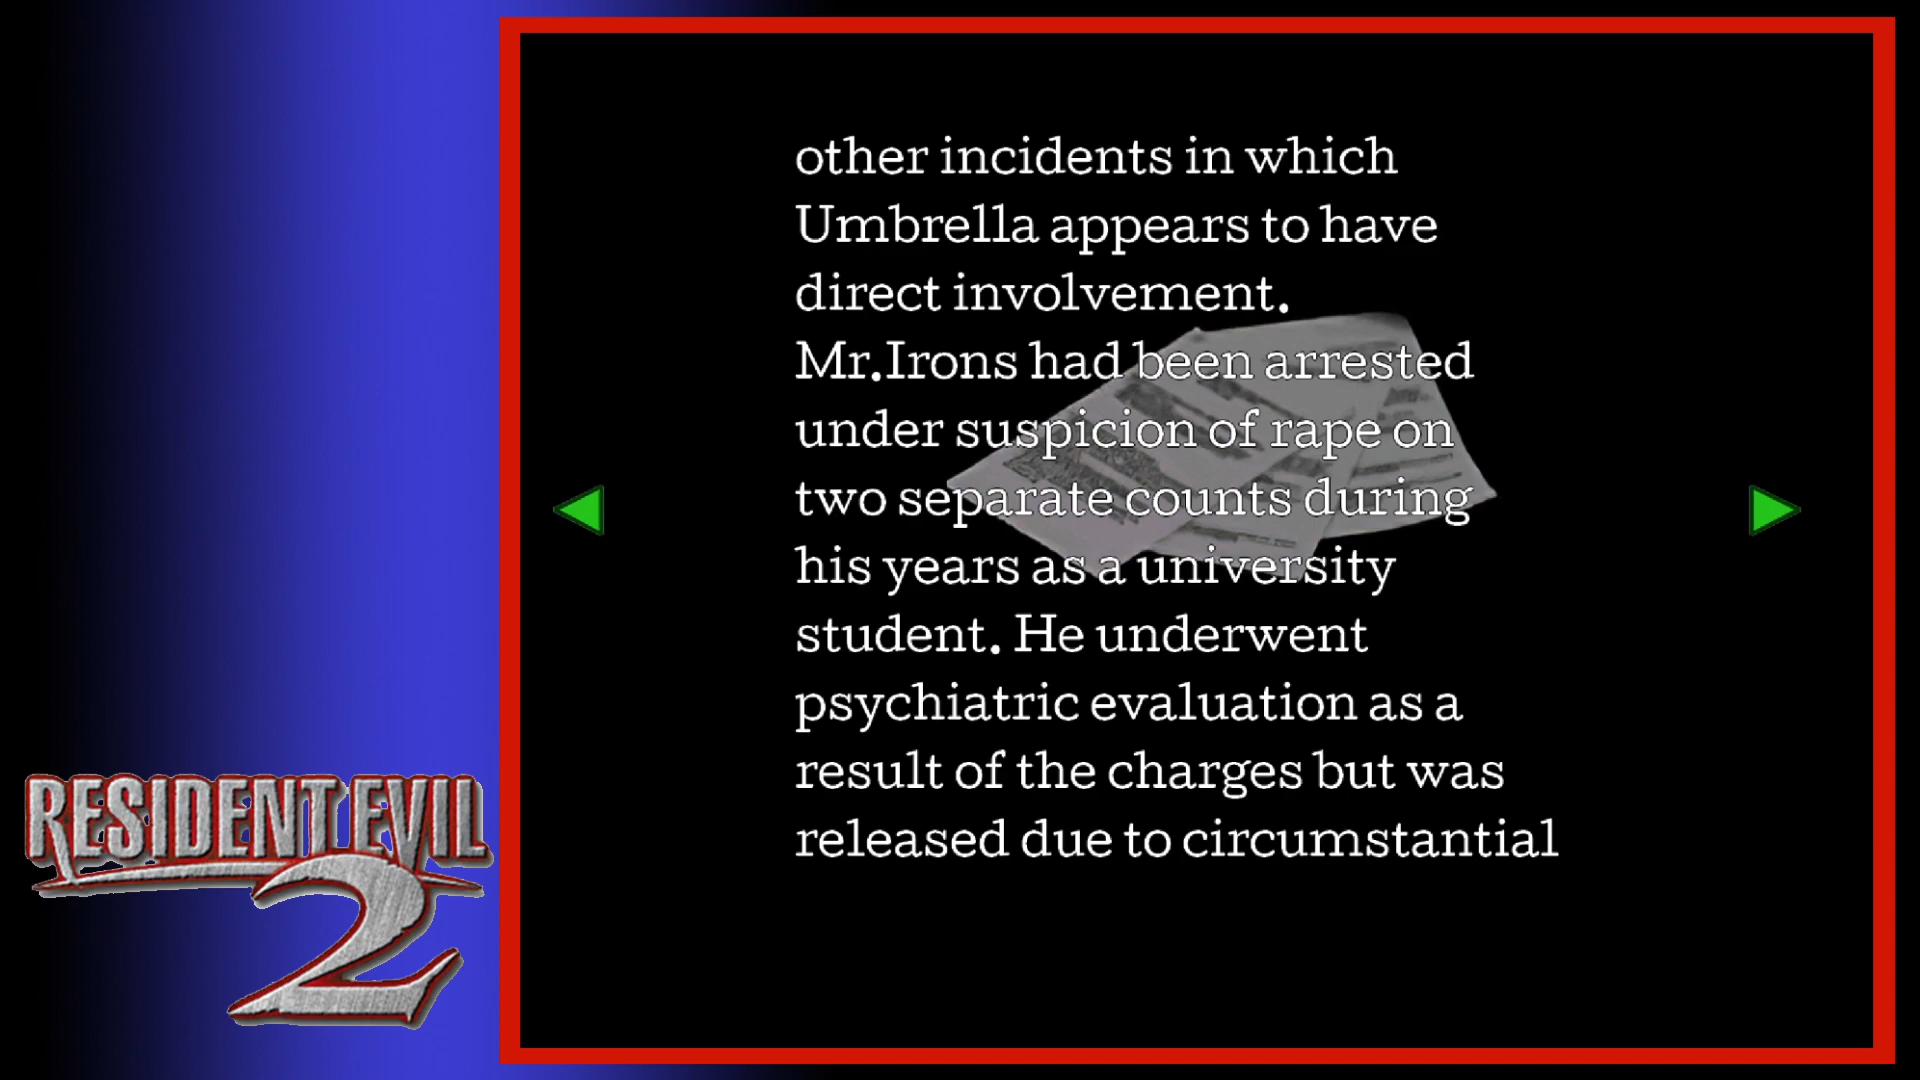 other incidents in which
Umbrella appears to have
direct involvement.
Mr.Irons had been arrested
under suspicion of rape on
two separate counts during
his years as a university
student. He underwent
psychiatric evaluation as a
result of the charges but was
released due to circumstantial
RESIDENT EVIL
2